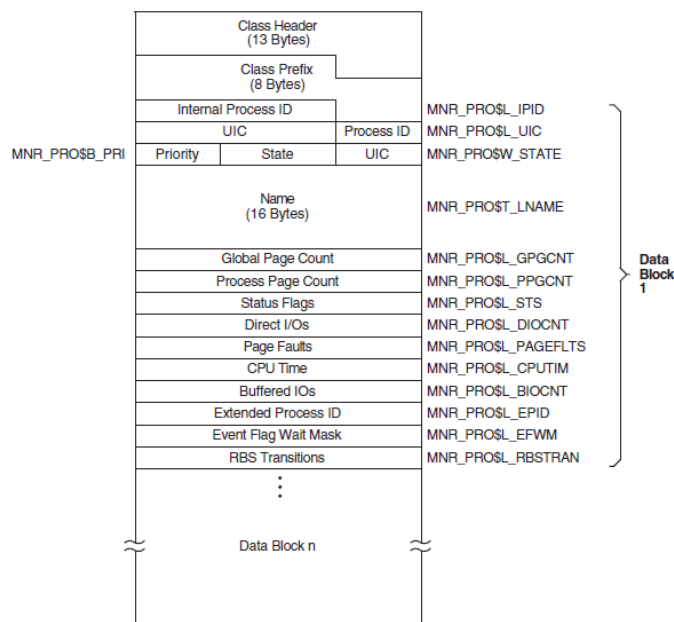 Class Header
(13 Bytes)
Class Prefix
(8 Bytes)
Internal Process ID MNR_PRO$L_IPID
UIC Process ID MNR_PRO$L_UIC
MNR_PRO$B_PRI Priority State UIC MNR_PRO$W_STATE
Name
(16 Bytes) MNR_PRO$T_LNAME
Global Page Count MNR_PRO$L_GPGCNT
Process Page Count MNR_PRO$L_PPGCNT
Status Flags MNR_PRO$L_STS
Direct I/Os MNR_PRO$L_DIOCNT
Page Faults MNR_PRO$L_PAGEFLTS
CPU Time MNR_PRO$L_CPUTIM
Buffered IOs MNR_PRO$L_BIOCNT
Extended Process ID MNR_PRO$L_EPID
Event Flag Wait Mask MNR_PRO$L_EFWM
RBS Transitions MNR_PRO$L_RBSTRAN
Data
Block
1
Data Block n